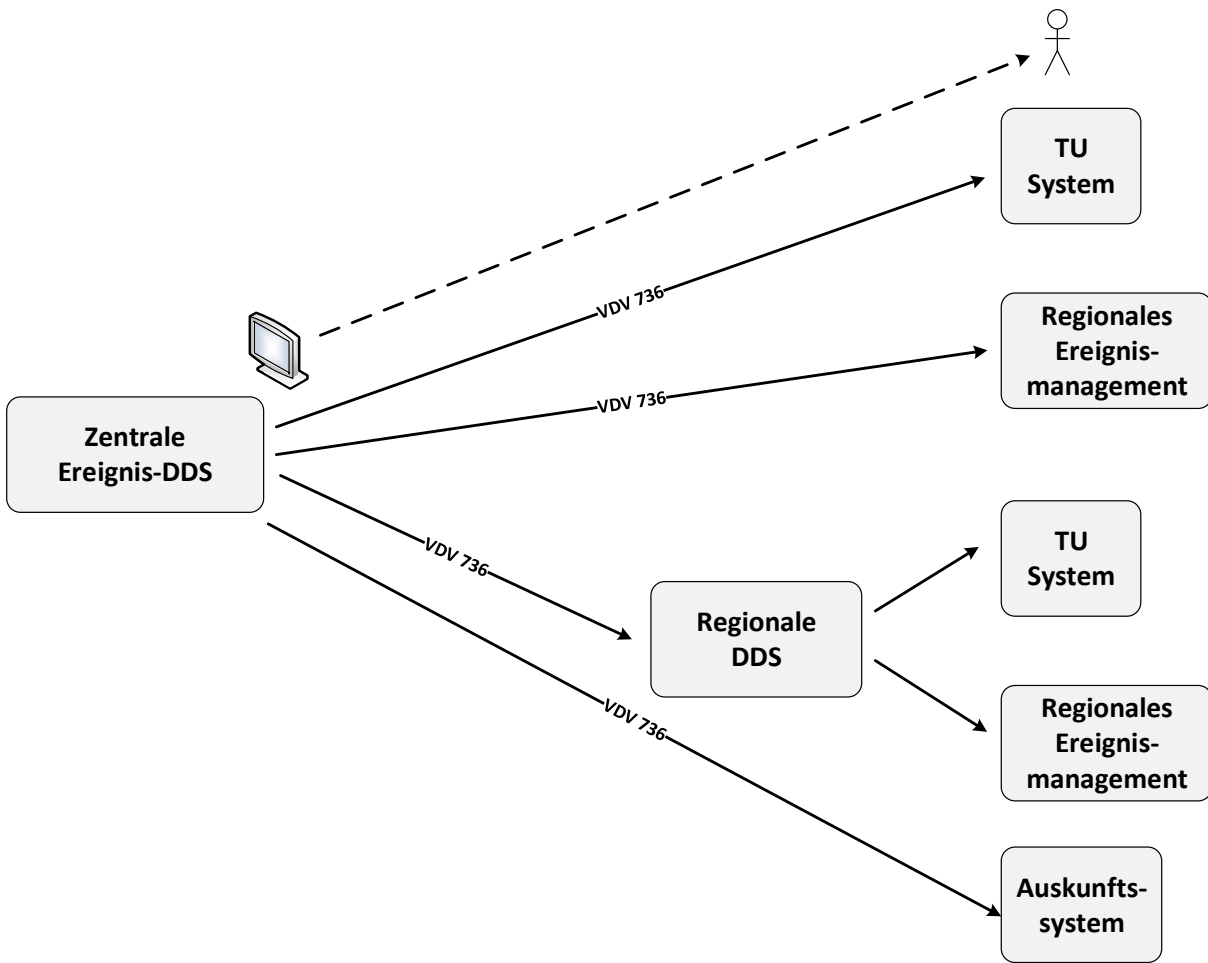 TU
System
VDV 736
Regionales
Ereignis-
management
VDV 736
Zentrale
Ereignis-DDS
VDV 736
TU
System
Regionale
DDS
Regionales
Ereignis-
management
VDV 736
Auskunfts-
system